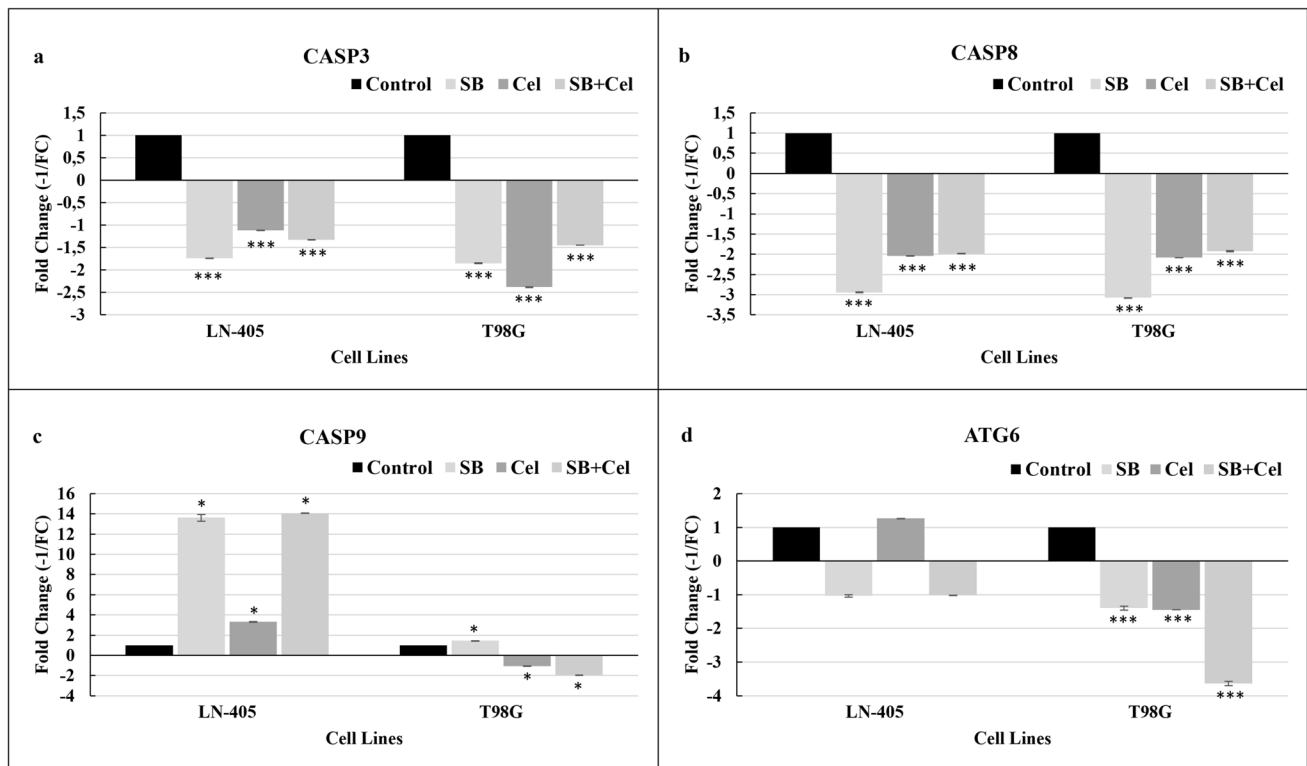 a
CASP3
Control SB Cel SB+Cel
Fold Change (-1/FC)
1,5
1
0,5
0
-0,5
-1
-1,5
-2
-2,5
-3
*** *** ***
*** *** ***
LN-405 T98G
Cell Lines
b
CASP8
Control SB Cel SB+Cel
Fold Change (-1/FC)
1,5
1
0,5
0
-0,5
-1
-1,5
-2
-2,5
-3
-3,5
*** *** ***
*** *** ***
LN-405 T98G
Cell Lines
c
CASP9
Control SB Cel SB+Cel
Fold Change (-1/FC)
16
14
12
10
8
6
4
2
0
-2
-4
* * *
* * *
LN-405 T98G
Cell Lines
d
ATG6
Control SB Cel SB+Cel
Fold Change (-1/FC)
2
1
0
-1
-2
-3
-4
*** *** ***
LN-405 T98G
Cell Lines